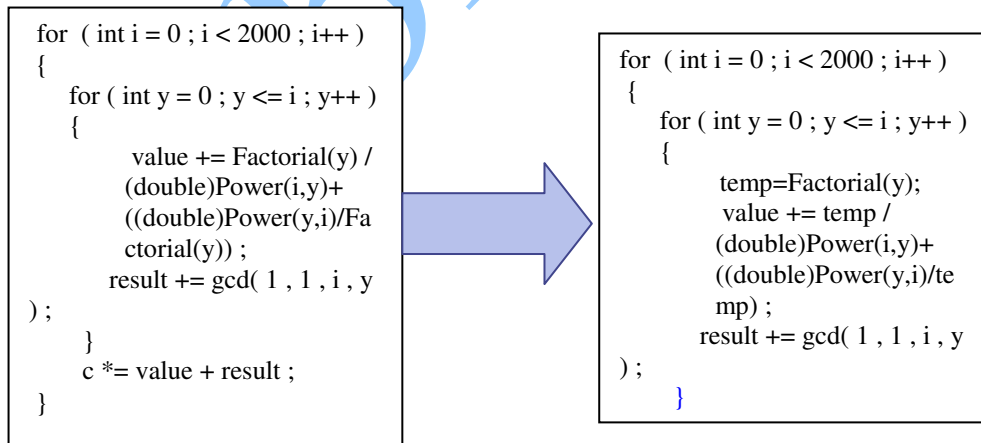 for ( int i = 0 ; i < 2000 ; i++ )
{
for ( int y = 0 ; y <= i ; y++ )
{
value += Factorial(y) /
(double)Power(i,y)+
((double)Power(y,i)/Fa
ctorial(y)) ;
result += gcd( 1 , 1 , i , y
) ;
}
c *= value + result ;
}
for ( int i = 0 ; i < 2000 ; i++ )
{
for ( int y = 0 ; y <= i ; y++ )
{
temp=Factorial(y);
value += temp /
(double)Power(i,y)+
((double)Power(y,i)/te
mp) ;
result += gcd( 1 , 1 , i , y
) ;
}